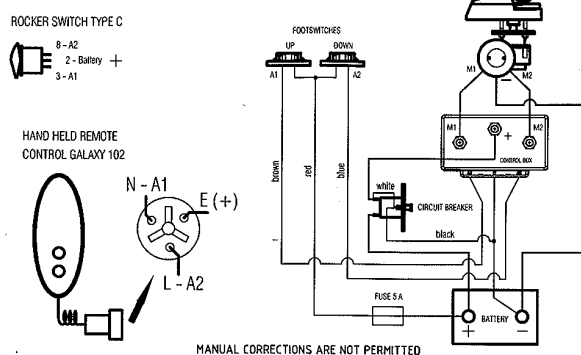 ROCKER SWITCH TYPE C
8 - A2
2 - Battery +
3 - A1
HAND HELD REMOTE
CONTROL GALAXY 102
N - A1
E (+)
L - A2
FOOTSWITCHES
UP
DOWN
A1
A2
brown
red
blue
M1
M2
−
M1
+
M2
CONTROL BOX
white
CIRCUIT BREAKER
black
FUSE 5 A
+
BATTERY
−
MANUAL CORRECTIONS ARE NOT PERMITTED